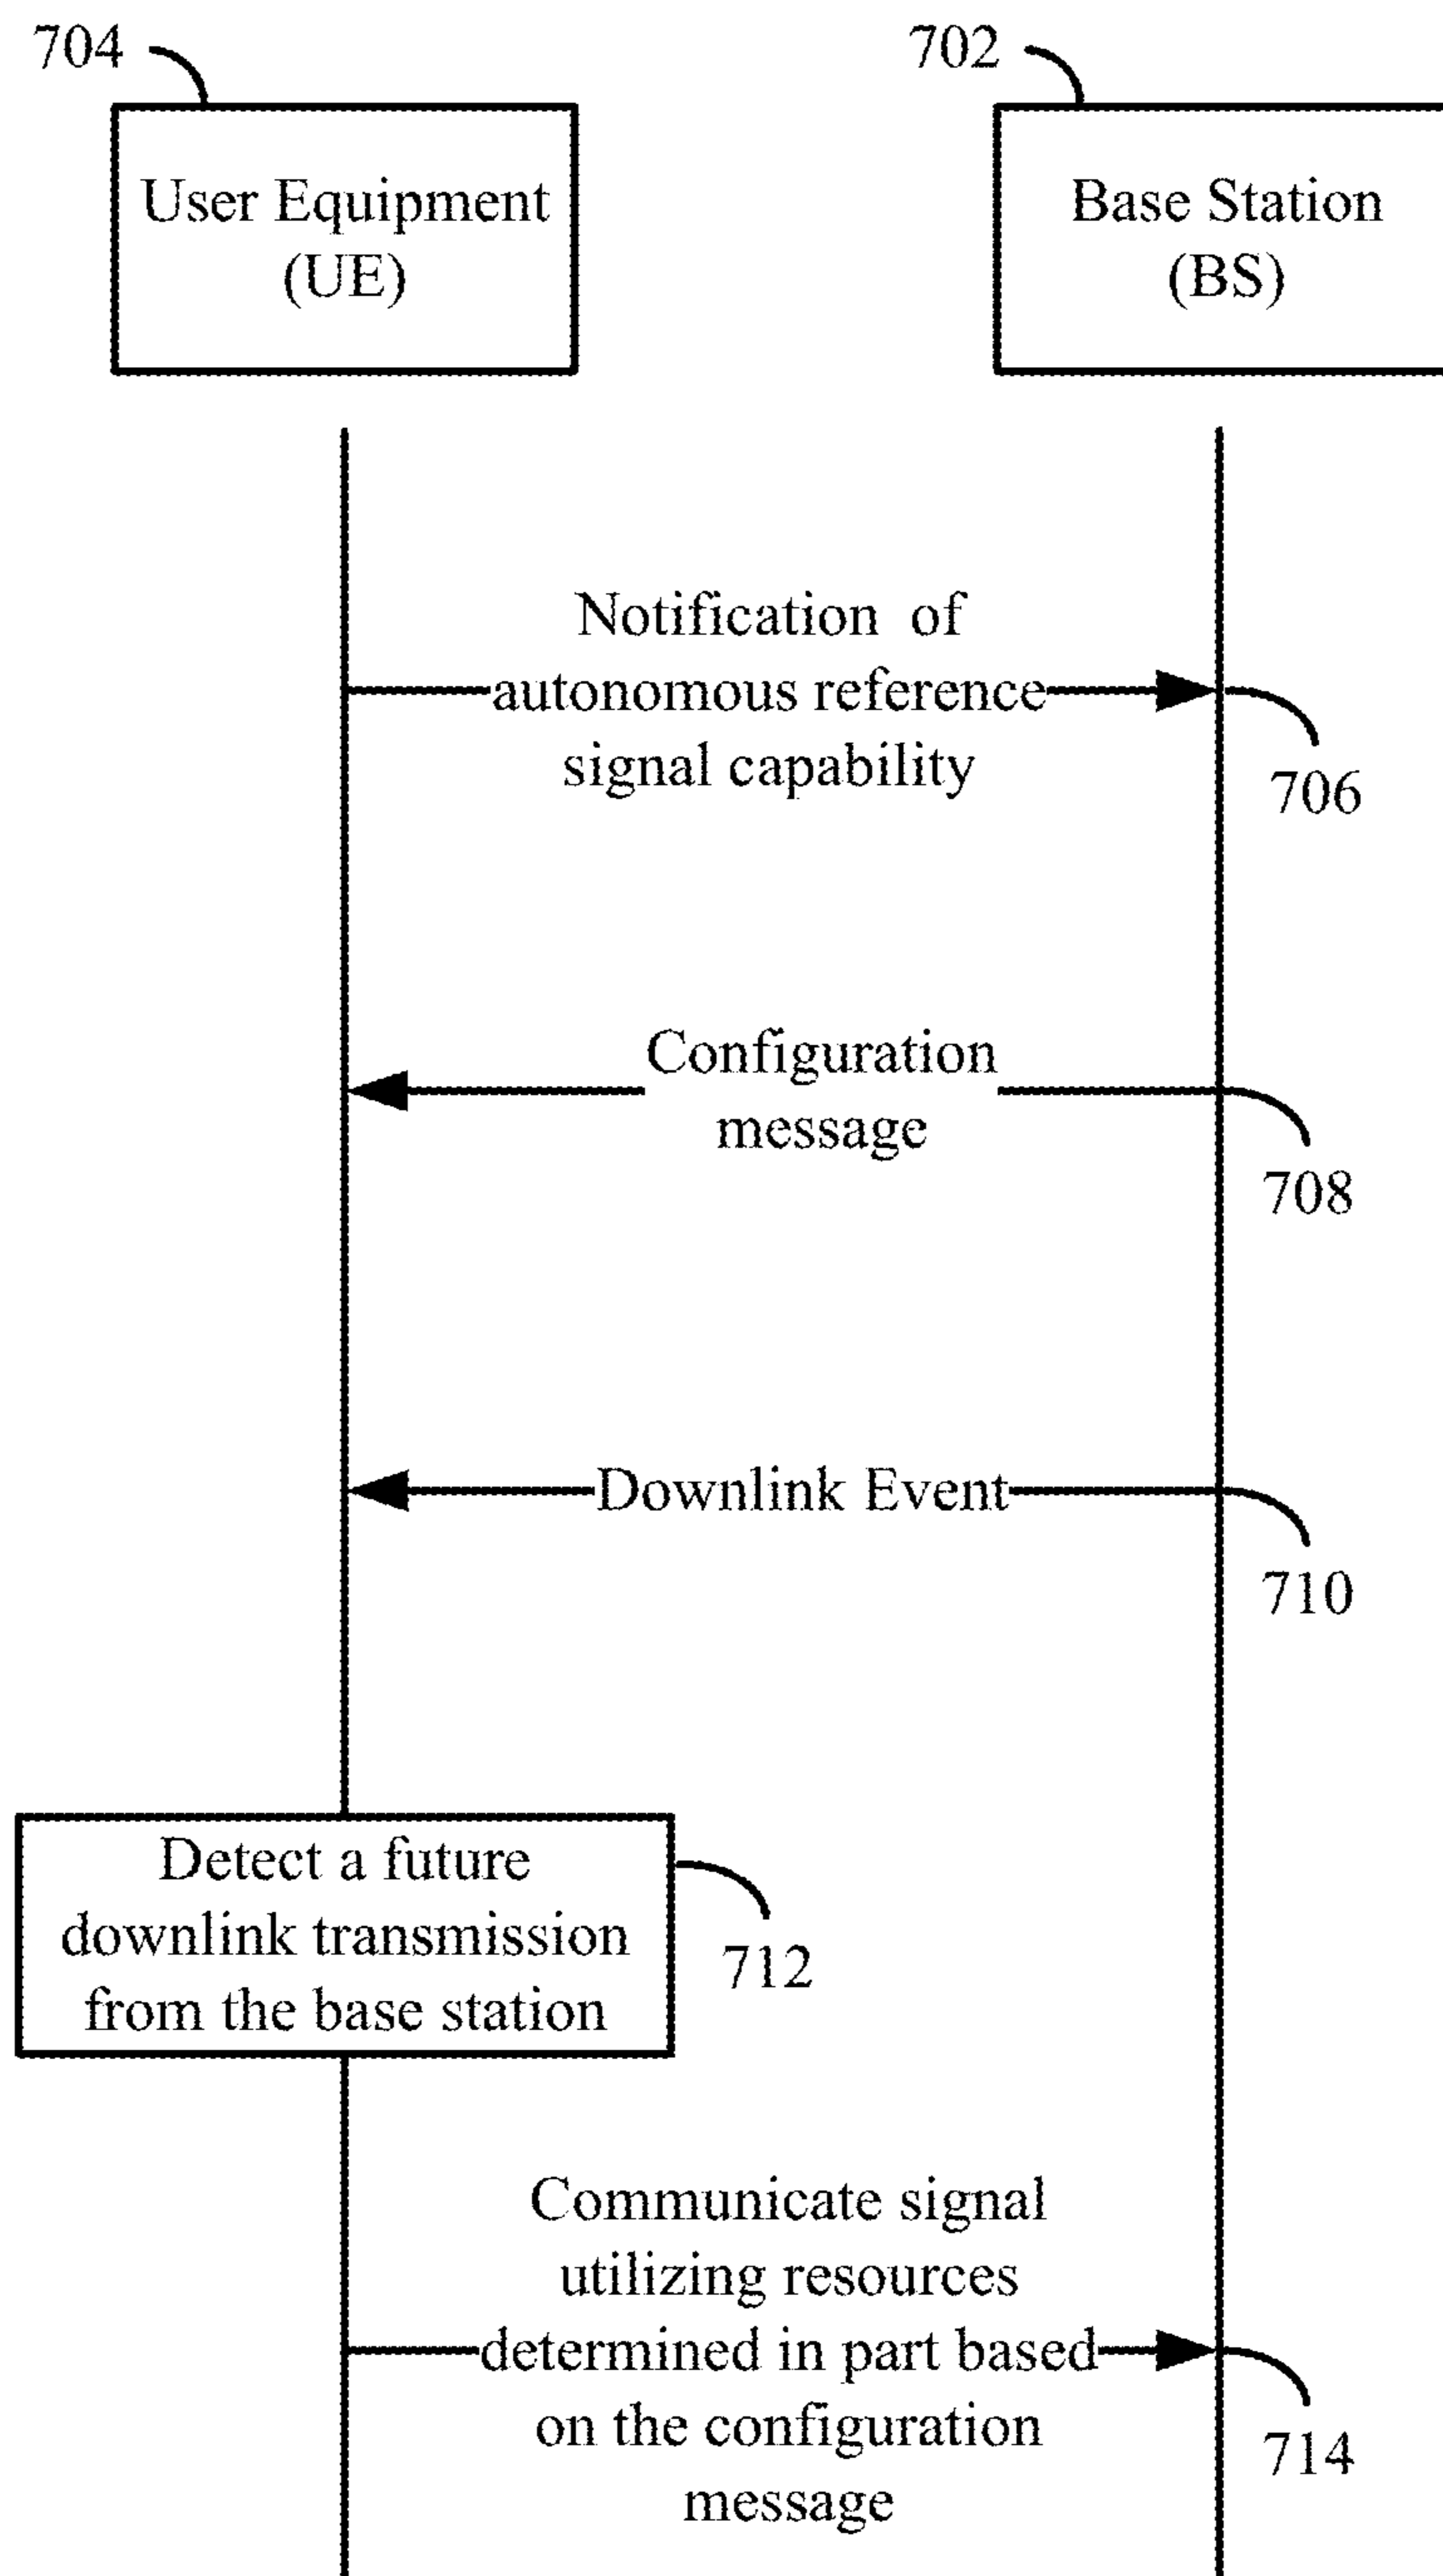 704
702
User Equipment
(UE)
Base Station
(BS)
Notification of
autonomous reference
signal capability
706
Configuration
message
708
Downlink Event
710
Detect a future
downlink transmission
from the base station
712
Communicate signal
utilizing resources
determined in part based
on the configuration
message
714